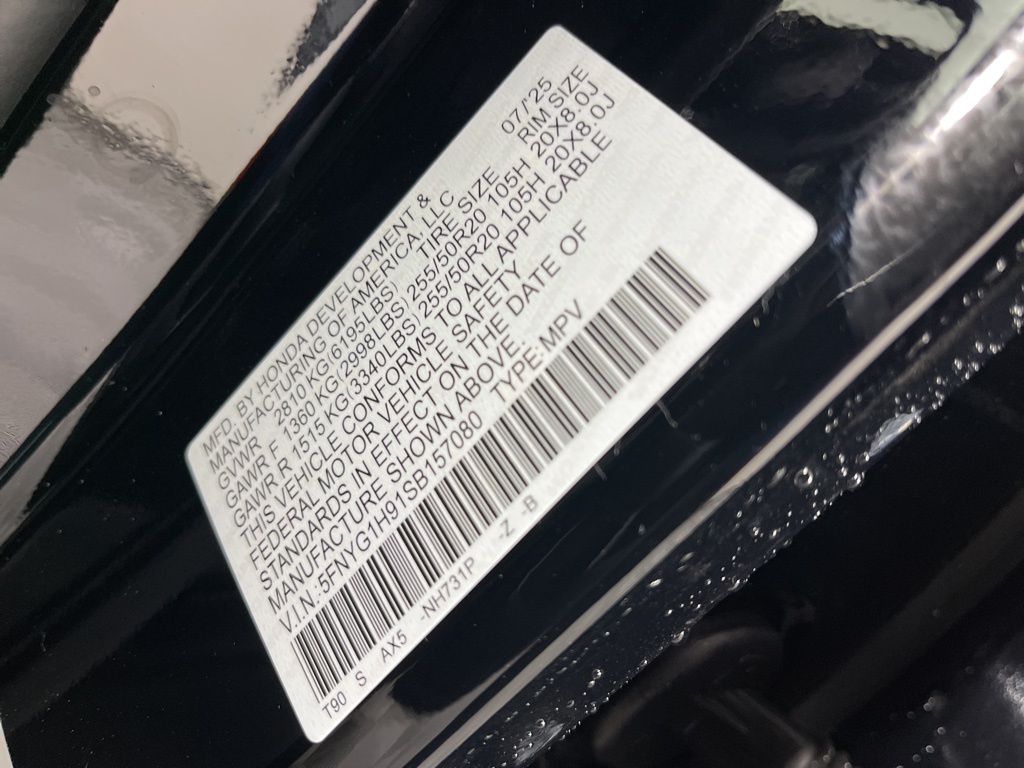 MFD. BY HONDA DEVELOPMENT &
MANUFACTURING OF AMERICA, LLC 07/'25
GVWR 2810KG(6195LBS) TIRE SIZE RIM SIZE
GAWR F 1360 KG(2998LBS) 255/50R20 105H 20X8.0J
GAWR R 1515 KG(3340LBS) 255/50R20 105H 20X8.0J
THIS VEHICLE CONFORMS TO ALL APPLICABLE
FEDERAL MOTOR VEHICLE SAFETY
STANDARDS IN EFFECT ON THE DATE OF
MANUFACTURE SHOWN ABOVE.
V.I.N.:5FNYG1H91SB157080 TYPE:MPV
T90 S AX5 -NH731P -Z -B